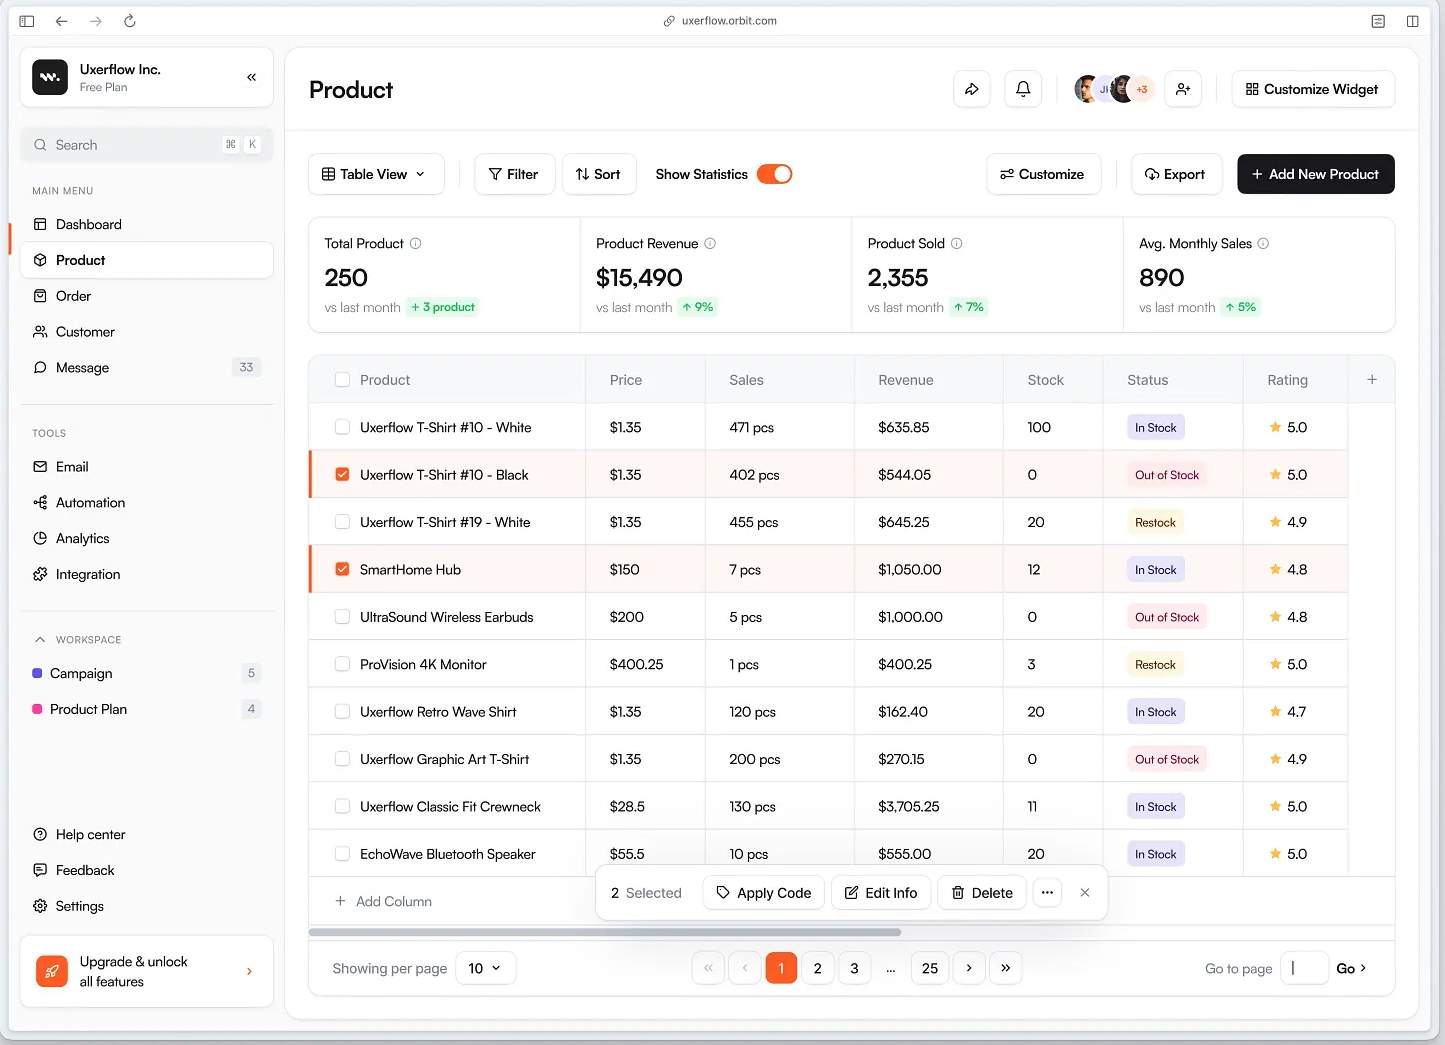 uxerflow.orbit.com
Uxerflow Inc.
Free Plan
Search ⌘ K
MAIN MENU
Dashboard
Product
Order
Customer
Message 33
TOOLS
Email
Automation
Analytics
Integration
WORKSPACE
Campaign 5
Product Plan 4
Help center
Feedback
Settings
Upgrade & unlock
all features
Product
+3
Customize Widget
Table View Filter Sort Show Statistics Customize Export + Add New Product
Total Product
250
vs last month + 3 product
Product Revenue
$15,490
vs last month ↑ 9%
Product Sold
2,355
vs last month ↑ 7%
Avg. Monthly Sales
890
vs last month ↑ 5%
Product Price Sales Revenue Stock Status Rating +
Uxerflow T-Shirt #10 - White $1.35 471 pcs $635.85 100 In Stock 5.0
Uxerflow T-Shirt #10 - Black $1.35 402 pcs $544.05 0 Out of Stock 5.0
Uxerflow T-Shirt #19 - White $1.35 455 pcs $645.25 20 Restock 4.9
SmartHome Hub $150 7 pcs $1,050.00 12 In Stock 4.8
UltraSound Wireless Earbuds $200 5 pcs $1,000.00 0 Out of Stock 4.8
ProVision 4K Monitor $400.25 1 pcs $400.25 3 Restock 5.0
Uxerflow Retro Wave Shirt $1.35 120 pcs $162.40 20 In Stock 4.7
Uxerflow Graphic Art T-Shirt $1.35 200 pcs $270.15 0 Out of Stock 4.9
Uxerflow Classic Fit Crewneck $28.5 130 pcs $3,705.25 11 In Stock 5.0
EchoWave Bluetooth Speaker $55.5 10 pcs $555.00 20 In Stock 5.0
+ Add Column
2 Selected Apply Code Edit Info Delete ...
Showing per page 10 « ‹ 1 2 3 ... 25 › » Go to page Go ›